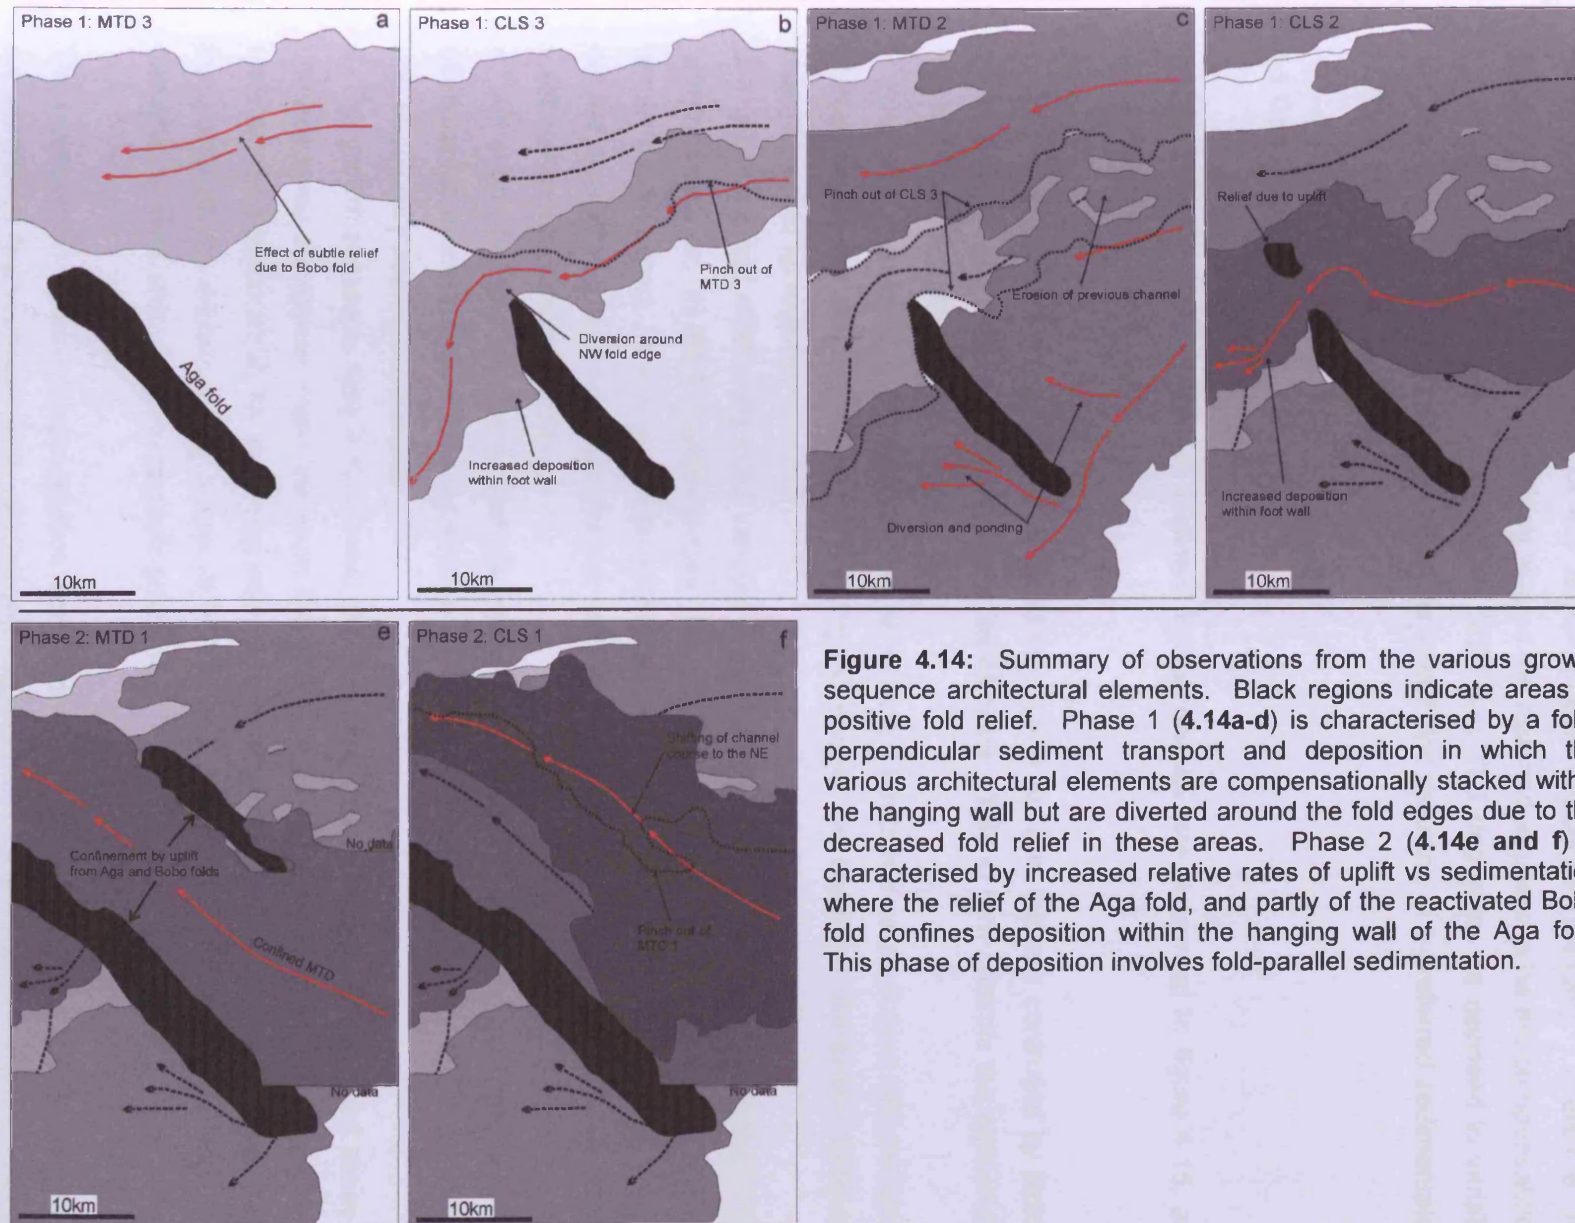 Phase 1: MTD 3
a
Effect of subtle relief
due to Bobo fold
Aga fold
10km
Phase 1: CLS 3
b
Pinch out of
MTD 3
Diversion around
NW fold edge
Increased deposition
within foot wall
10km
Phase 1: MTD 2
c
Pinch out of CLS 3
Erosion of previous channel
Diversion and ponding
10km
Phase 1: CLS 2
Relief due to uplift
Increased deposition
within foot wall
10km
Phase 2: MTD 1
e
No data
Confinement by uplift
from Aga and Bobo folds
Confined MTD
No data
10km
Phase 2: CLS 1
f
Shifting of channel
course to the NE
Pinch out of
MTD 1
No data
10km
Figure 4.14: Summary of observations from the various grow
sequence architectural elements. Black regions indicate areas
positive fold relief. Phase 1 (4.14a-d) is characterised by a fol
perpendicular sediment transport and deposition in which th
various architectural elements are compensationally stacked with
the hanging wall but are diverted around the fold edges due to th
decreased fold relief in these areas. Phase 2 (4.14e and f)
characterised by increased relative rates of uplift vs sedimentatio
where the relief of the Aga fold, and partly of the reactivated Bob
fold confines deposition within the hanging wall of the Aga fol
This phase of deposition involves fold-parallel sedimentation.